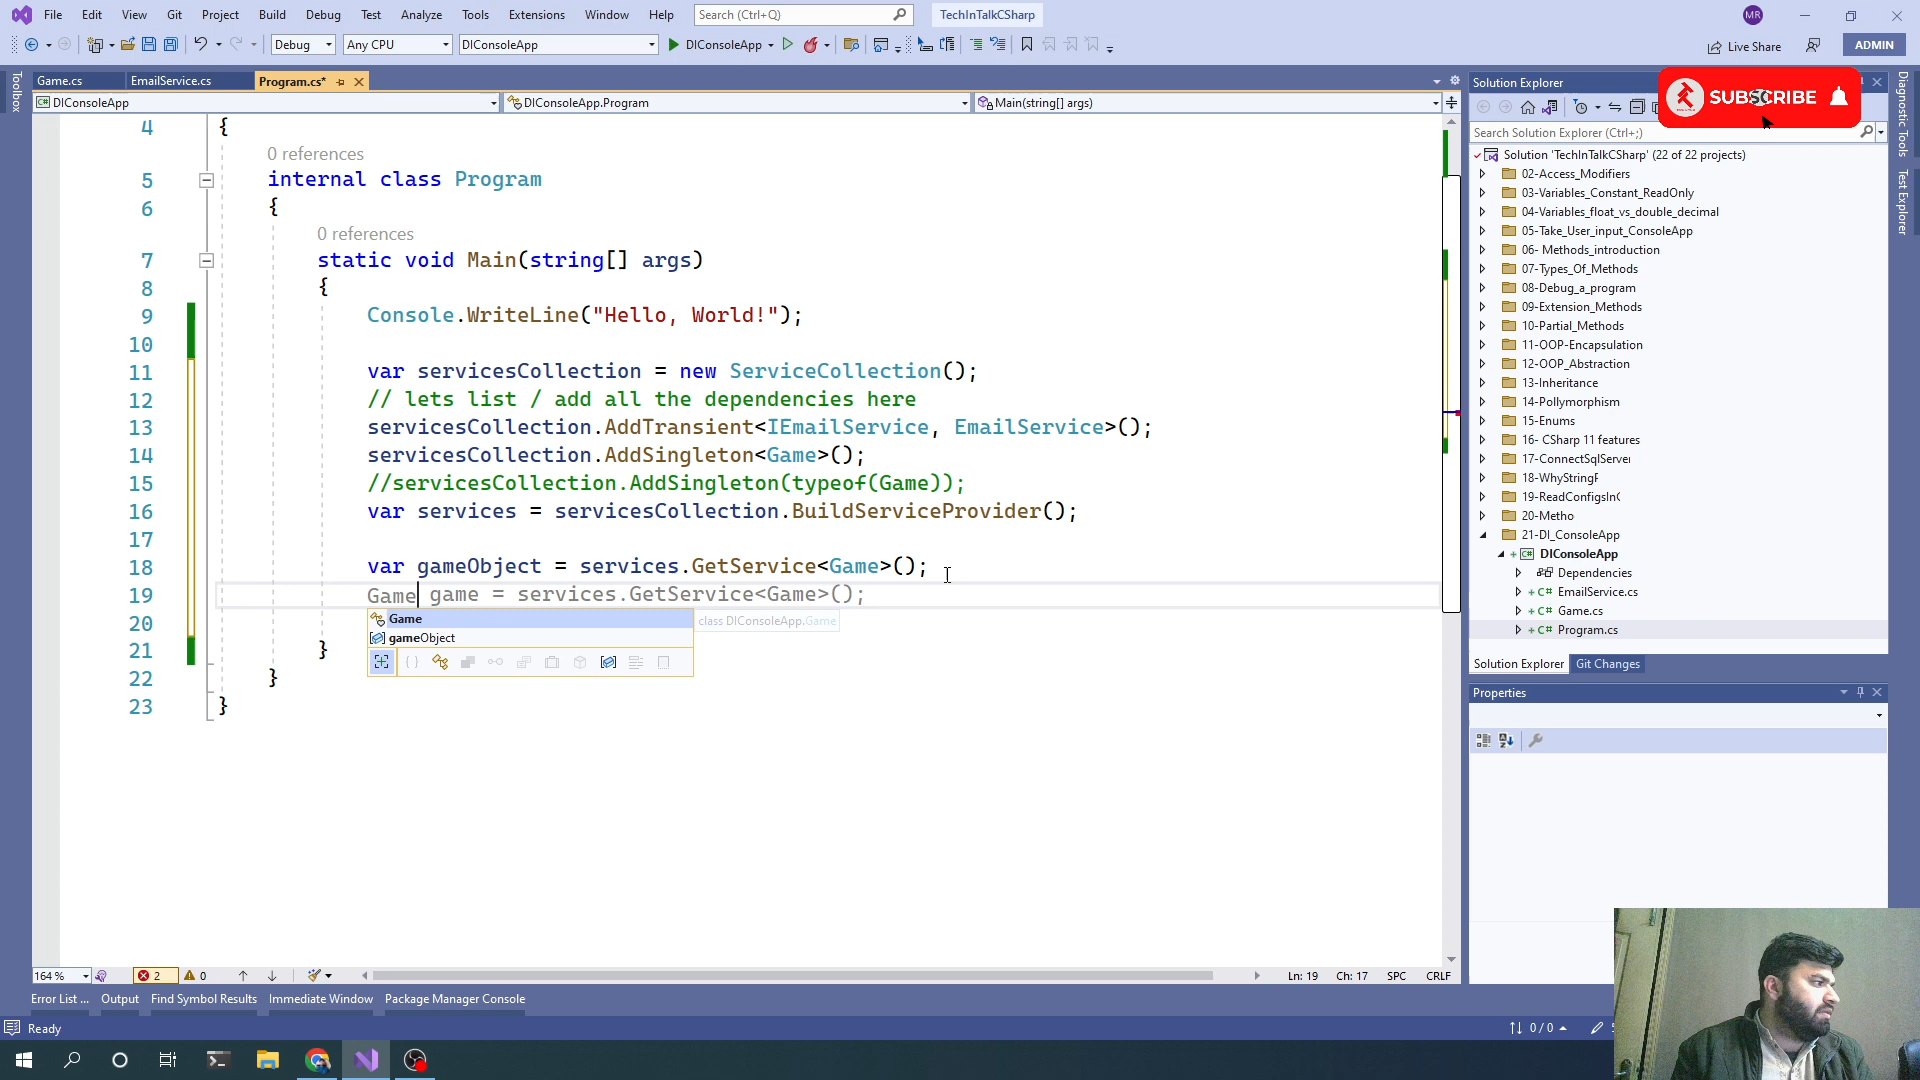 File Edit View Git Project Build Debug Test Analyze Tools Extensions Window Help Search (Ctrl+Q) TechInTalkCSharp MR
Debug Any CPU DIConsoleApp DIConsoleApp Live Share ADMIN
Toolbox
Game.cs EmailService.cs Program.cs*
DIConsoleApp DIConsoleApp.Program Main(string[] args)
4 {
0 references
5 internal class Program
6 {
0 references
7 static void Main(string[] args)
8 {
9 Console.WriteLine("Hello, World!");
10
11 var servicesCollection = new ServiceCollection();
12 // lets list / add all the dependencies here
13 servicesCollection.AddTransient<IEmailService, EmailService>();
14 servicesCollection.AddSingleton<Game>();
15 //servicesCollection.AddSingleton(typeof(Game));
16 var services = servicesCollection.BuildServiceProvider();
17
18 var gameObject = services.GetService<Game>();
19 Game game = services.GetService<Game>();
Game class DIConsoleApp.Game
gameObject
20
21 }
22 }
23 }
164 % 2 0 Ln: 19 Ch: 17 SPC CRLF
Error List ... Output Find Symbol Results Immediate Window Package Manager Console
Ready 0 / 0
Solution Explorer
SUBSCRIBE
Search Solution Explorer (Ctrl+;)
Solution 'TechInTalkCSharp' (22 of 22 projects)
02-Access_Modifiers
03-Variables_Constant_ReadOnly
04-Variables_float_vs_double_decimal
05-Take_User_input_ConsoleApp
06- Methods_introduction
07-Types_Of_Methods
08-Debug_a_program
09-Extension_Methods
10-Partial_Methods
11-OOP-Encapsulation
12-OOP_Abstraction
13-Inheritance
14-Pollymorphism
15-Enums
16- CSharp 11 features
17-ConnectSqlServer
18-WhyString
19-ReadConfigsIn
20-Metho
21-DI_ConsoleApp
DIConsoleApp
Dependencies
EmailService.cs
Game.cs
Program.cs
Solution Explorer Git Changes
Properties
Diagnostic Tools
Test Explorer